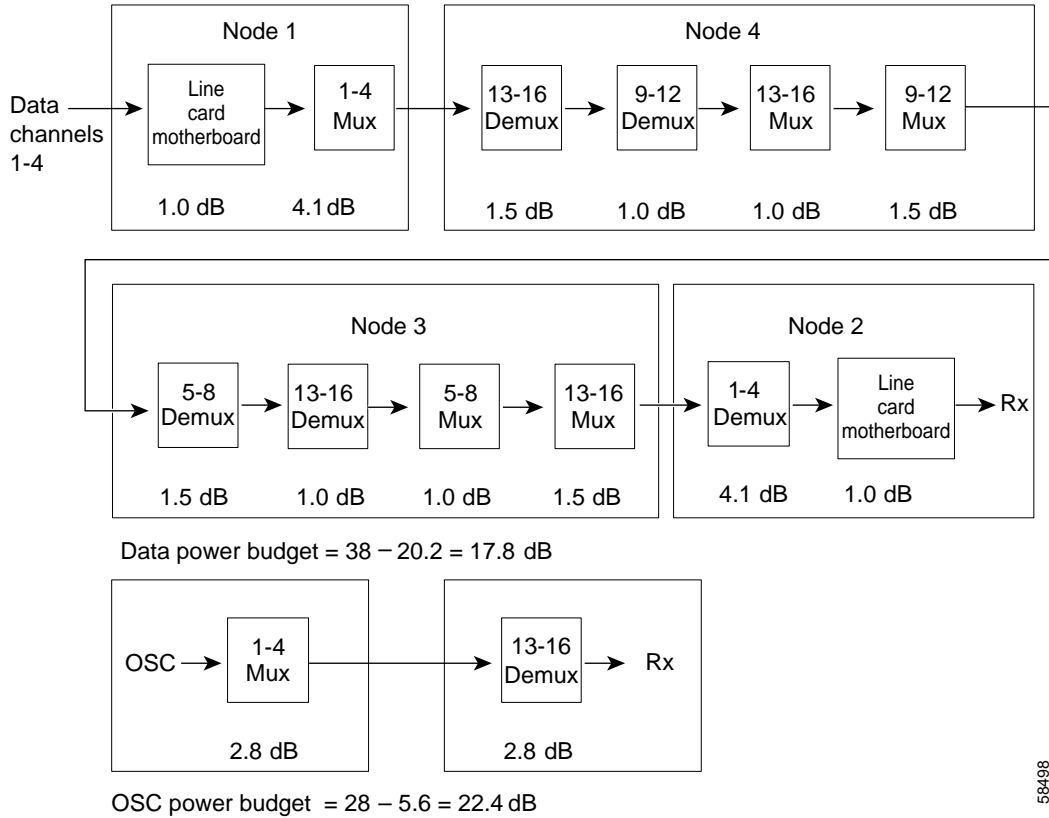 Node 1
Node 4
Data
channels
1-4
Line
card
motherboard
1-4
Mux
13-16
Demux
9-12
Demux
13-16
Mux
9-12
Mux
1.0 dB
4.1 dB
1.5 dB
1.0 dB
1.0 dB
1.5 dB
Node 3
Node 2
5-8
Demux
13-16
Demux
5-8
Mux
13-16
Mux
1-4
Demux
Line
card
motherboard
Rx
1.5 dB
1.0 dB
1.0 dB
1.5 dB
4.1 dB
1.0 dB
Data power budget = 38 – 20.2 = 17.8 dB
OSC
1-4
Mux
13-16
Demux
Rx
2.8 dB
2.8 dB
OSC power budget = 28 – 5.6 = 22.4 dB
58498